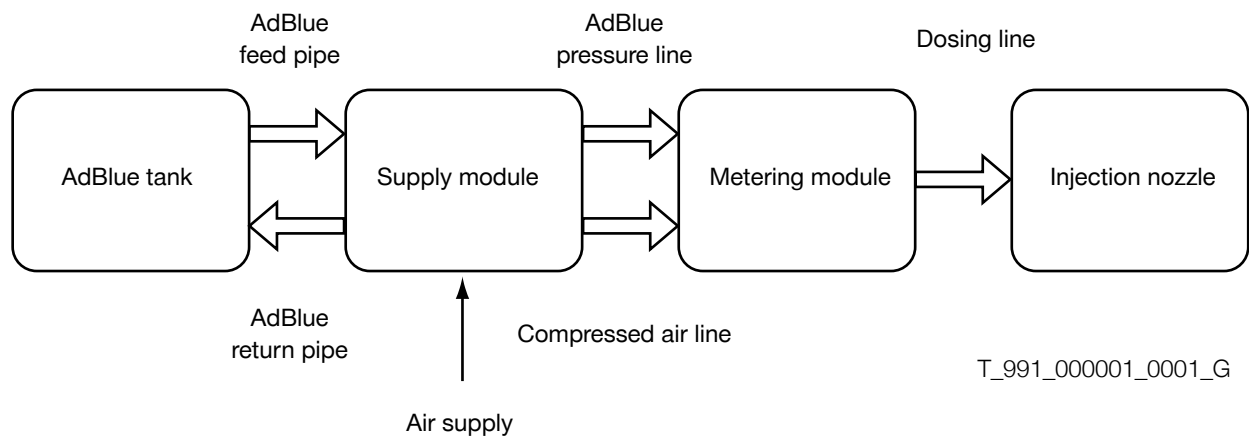 AdBlue
feed pipe
AdBlue
pressure line
Dosing line
AdBlue tank
Supply module
Metering module
Injection nozzle
AdBlue
return pipe
Compressed air line
Air supply
T_991_000001_0001_G